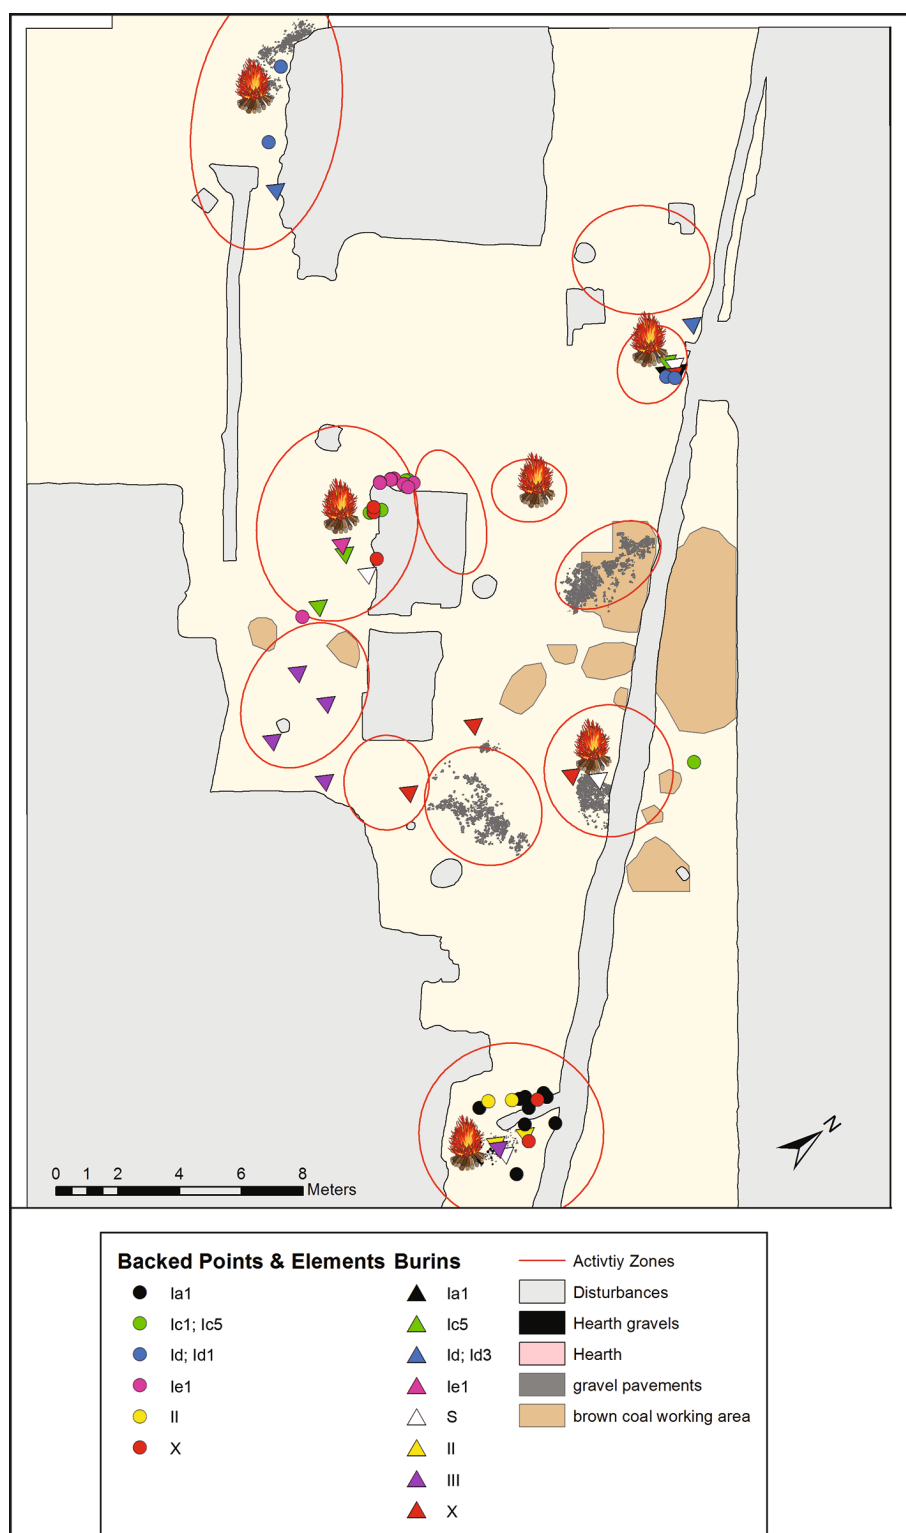 N
0 1 2 4 6 8
Meters
Backed Points & Elements
Ia1
Ic1; Ic5
Id; Id1
Ie1
II
X
Burins
Ia1
Ic5
Id; Id3
Ie1
S
II
III
X
Activtiy Zones
Disturbances
Hearth gravels
Hearth
gravel pavements
brown coal working area